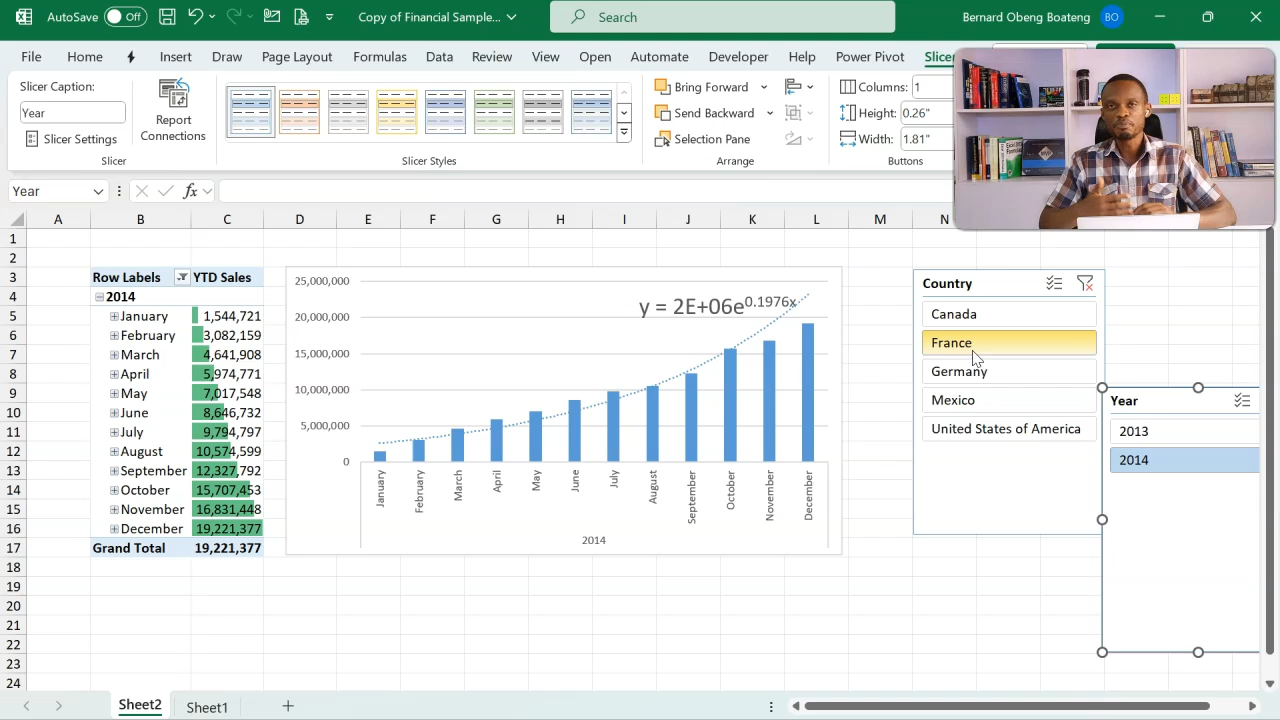 AutoSave Off Copy of Financial Sample... Search Bernard Obeng Boateng BO
File Home Insert Draw Page Layout Formulas Data Review View Open Automate Developer Help Power Pivot Slicer
Slicer Caption:
Year
Slicer Settings
Slicer
Report
Connections
Slicer Styles
Bring Forward
Send Backward
Selection Pane
Arrange
Columns: 1
Height: 0.26"
Width: 1.81"
Buttons
Year fx
A B C D E F G H I J K L M N
1
2
3 Row Labels YTD Sales
4 2014
5 January 1,544,721
6 February 3,082,159
7 March 4,641,908
8 April 5,974,771
9 May 7,017,548
10 June 8,646,732
11 July 9,794,797
12 August 10,574,599
13 September 12,327,792
14 October 15,707,453
15 November 16,831,448
16 December 19,221,377
17 Grand Total 19,221,377
18
19
20
21
22
23
24
25,000,000
20,000,000
15,000,000
10,000,000
5,000,000
0
y = 2E+06e^0.1976x
January February March April May June July August September October November December
2014
Country
Canada
France
Germany
Mexico
United States of America
Year
2013
2014
Sheet2 Sheet1